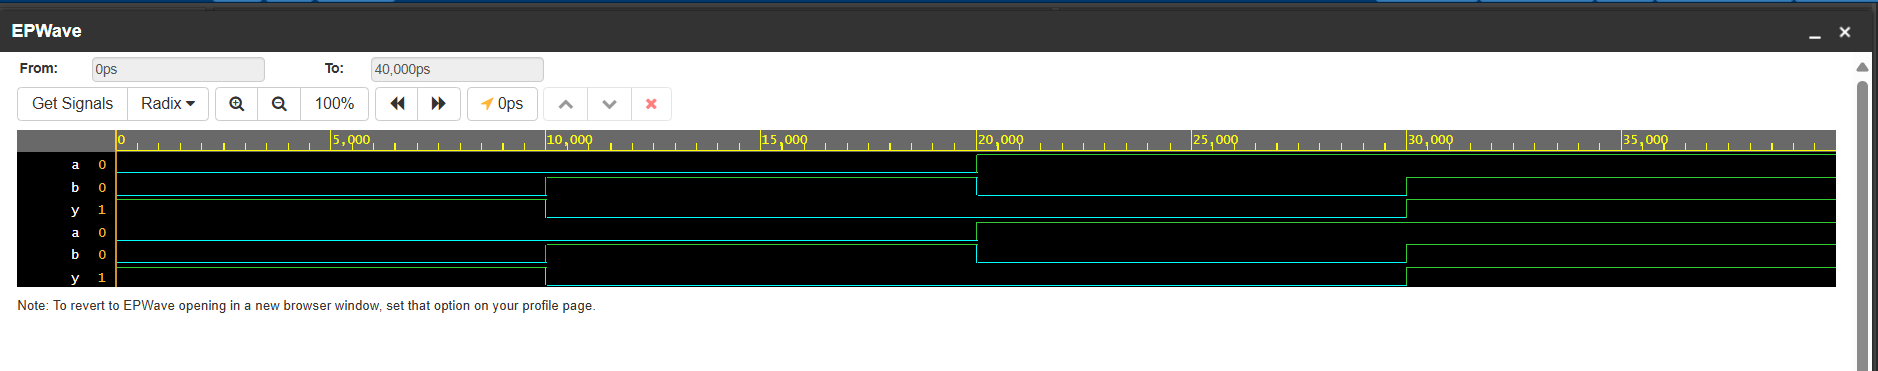 EPWave
From: 0ps To: 40,000ps
Get Signals Radix 100% 0ps
0 5,000 10,000 15,000 20,000 25,000 30,000 35,000
a 0
b 0
y 1
a 0
b 0
y 1
Note: To revert to EPWave opening in a new browser window, set that option on your profile page.